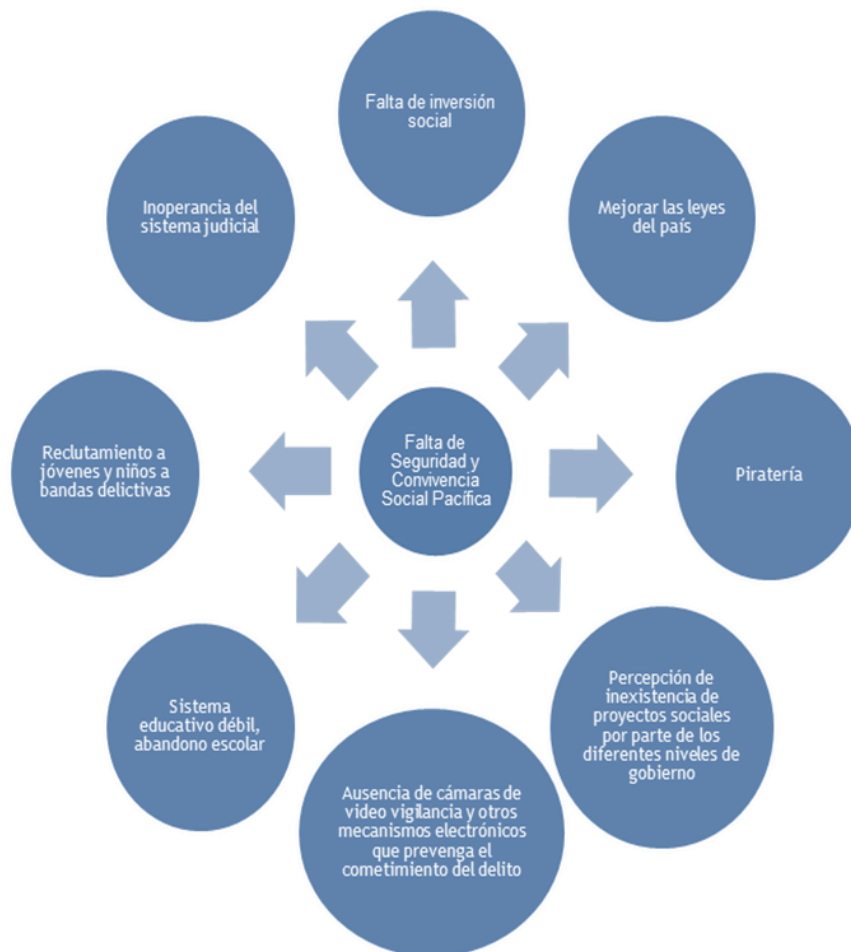 Falta de inversión
social
Mejorar las leyes
del país
Piratería
Percepción de
inexistencia de
proyectos sociales
por parte de los
diferentes niveles de
gobierno
Ausencia de cámaras de
video vigilancia y otros
mecanismos electrónicos
que prevenga el
cometimiento del delito
Sistema
educativo débil,
abandono escolar
Reclutamiento a
jóvenes y niños a
bandas delictivas
Inoperancia del
sistema judicial
Falta de
Seguridad y
Convivencia
Social Pacífica